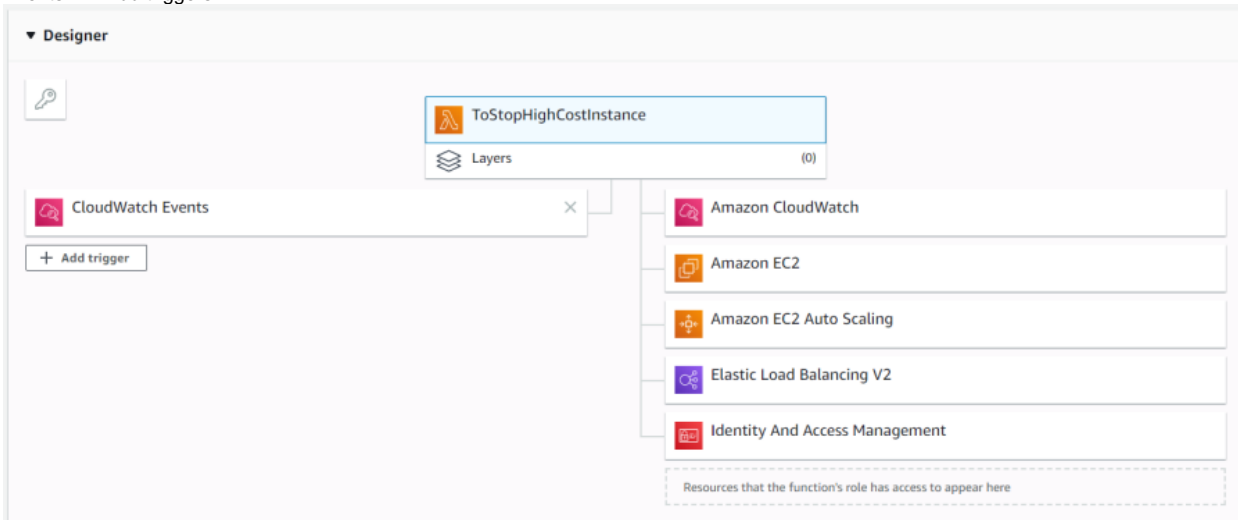 Designer
ToStopHighCostInstance
Layers (0)
CloudWatch Events
+ Add trigger
Amazon CloudWatch
Amazon EC2
Amazon EC2 Auto Scaling
Elastic Load Balancing V2
Identity And Access Management
Resources that the function's role has access to appear here